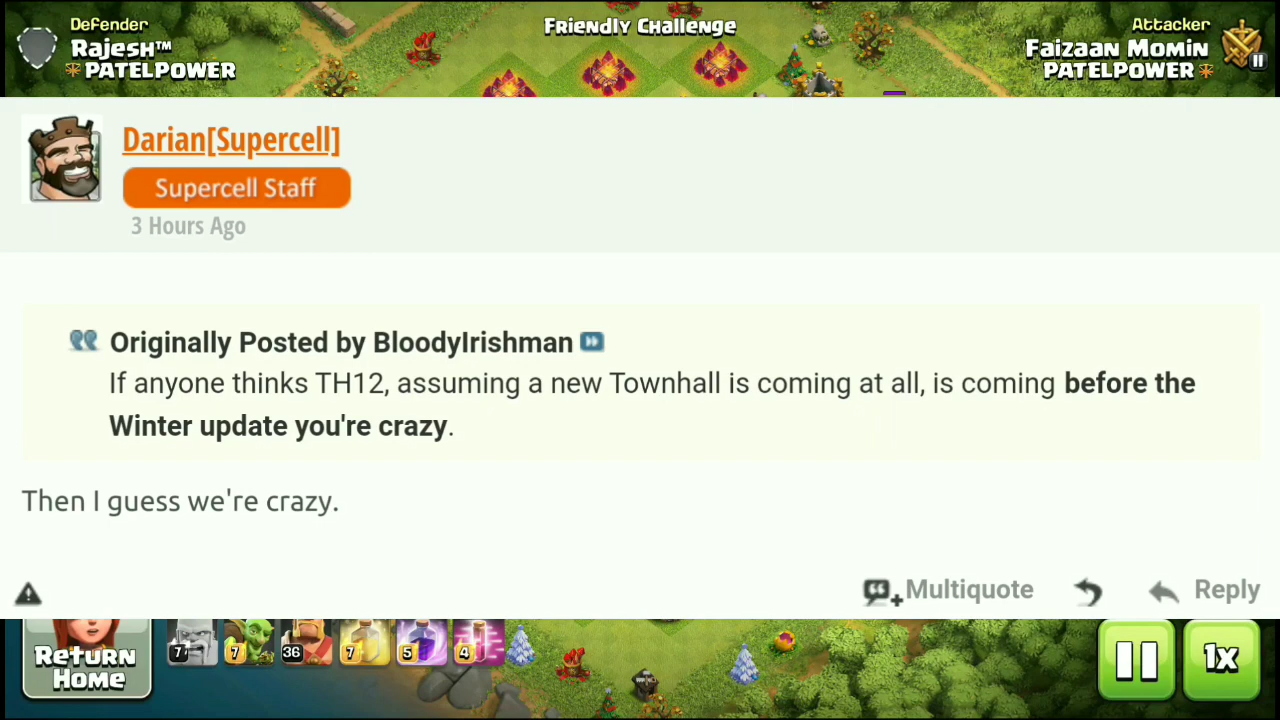 Defender
Rajesh™
PATELPOWER
Friendly Challenge
Attacker
Faizaan Momin
PATELPOWER
Darian[Supercell]
Supercell Staff
3 Hours Ago
Originally Posted by BloodyIrishman
If anyone thinks TH12, assuming a new Townhall is coming at all, is coming before the
Winter update you're crazy.
Then I guess we're crazy.
Multiquote
Reply
Return
Home
7 7 36 7 5 4
1x